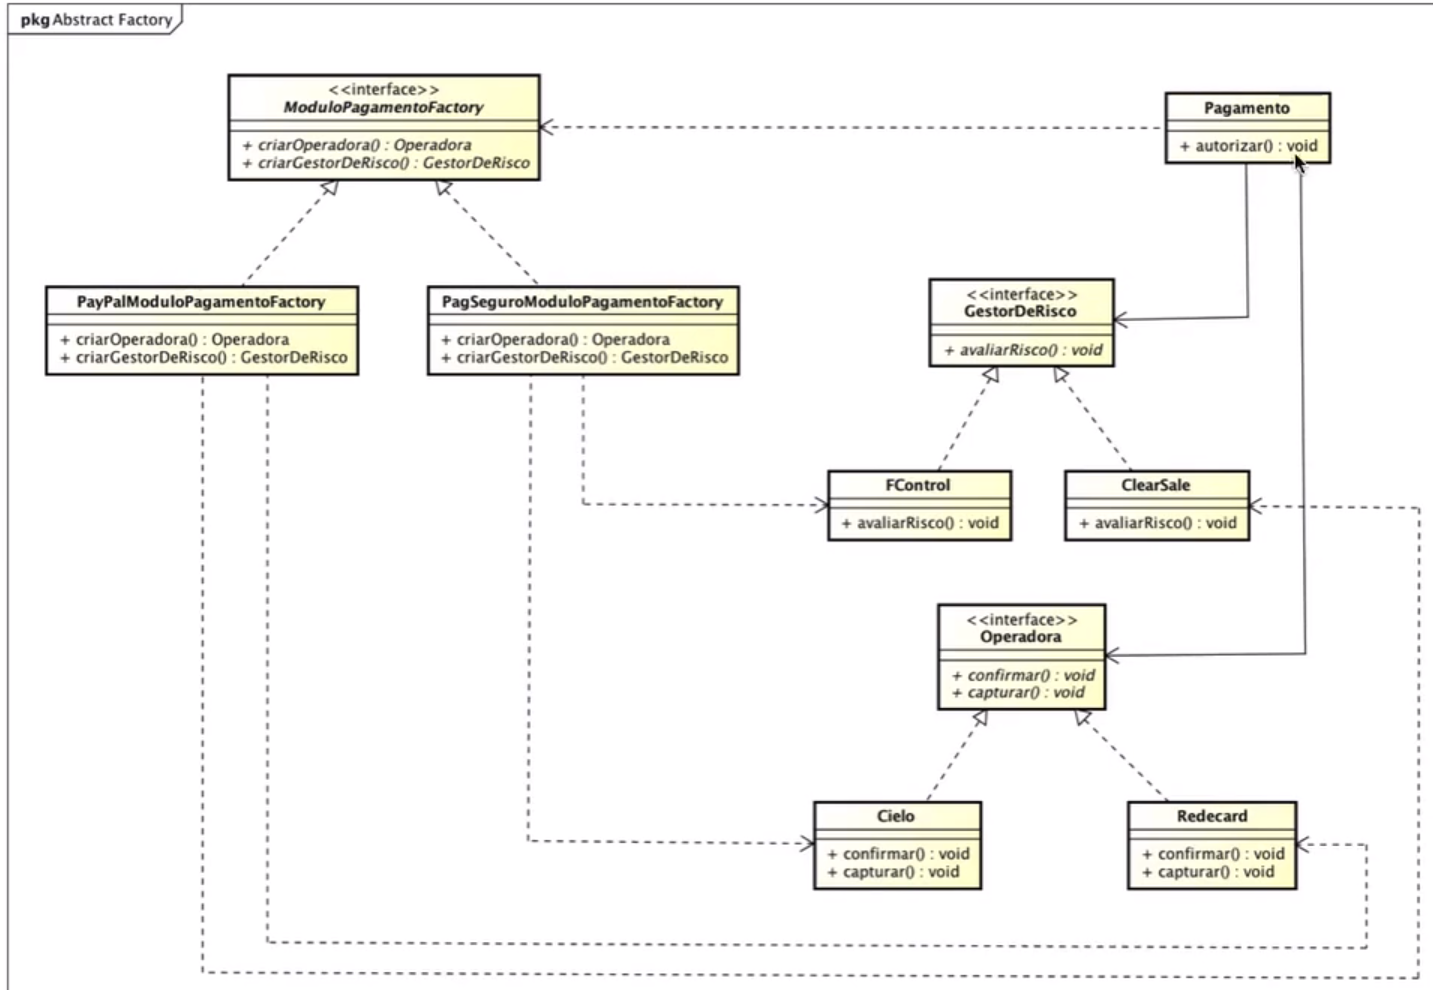 pkg Abstract Factory
<<interface>>
ModuloPagamentoFactory
+ criarOperadora() : Operadora
+ criarGestorDeRisco() : GestorDeRisco
Pagamento
+ autorizar() : void
PayPalModuloPagamentoFactory
+ criarOperadora() : Operadora
+ criarGestorDeRisco() : GestorDeRisco
PagSeguroModuloPagamentoFactory
+ criarOperadora() : Operadora
+ criarGestorDeRisco() : GestorDeRisco
<<interface>>
GestorDeRisco
+ avaliarRisco() : void
FControl
+ avaliarRisco() : void
ClearSale
+ avaliarRisco() : void
<<interface>>
Operadora
+ confirmar() : void
+ capturar() : void
Cielo
+ confirmar() : void
+ capturar() : void
Redecard
+ confirmar() : void
+ capturar() : void